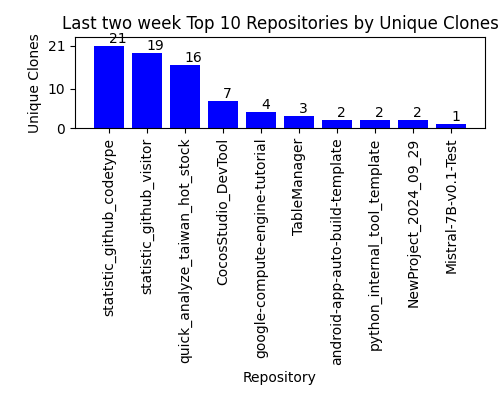 Last two week Top 10 Repositories by Unique Clones
Unique Clones
21
10
0
21
19
16
7
4
3
2
2
2
1
statistic_github_codetype
statistic_github_visitor
quick_analyze_taiwan_hot_stock
CocosStudio_DevTool
google-compute-engine-tutorial
TableManager
android-app-auto-build-template
python_internal_tool_template
NewProject_2024_09_29
Mistral-7B-v0.1-Test
Repository